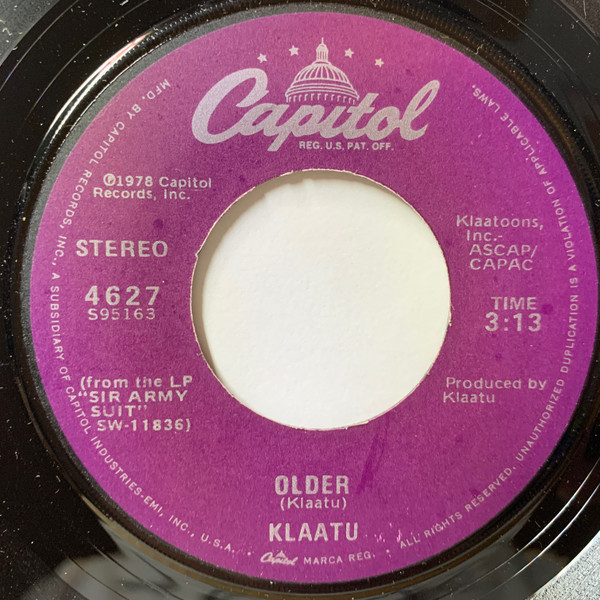 Capitol
REG. U.S. PAT. OFF.
℗1978 Capitol
Records, Inc.
STEREO
4627
S95163
(from the LP
"SIR ARMY
SUIT"
SW-11836)
Klaatoons,
Inc.-
ASCAP/
CAPAC
TIME
3:13
Produced by
Klaatu
OLDER
(Klaatu)
KLAATU
MFD. BY CAPITOL RECORDS, INC., A SUBSIDIARY OF CAPITOL INDUSTRIES-EMI, INC., U.S.A. · Capitol MARCA REG. · ALL RIGHTS RESERVED. UNAUTHORIZED DUPLICATION IS A VIOLATION OF APPLICABLE LAWS.